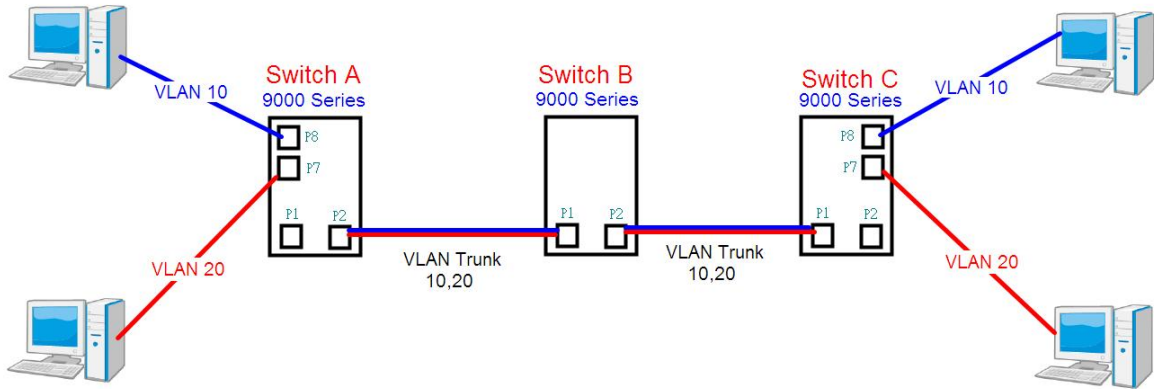 Switch A
9000 Series
Switch B
9000 Series
Switch C
9000 Series
VLAN 10
VLAN 10
P8
P7
P1
P2
P1
P2
P8
P7
P1
P2
VLAN Trunk
10,20
VLAN Trunk
10,20
VLAN 20
VLAN 20